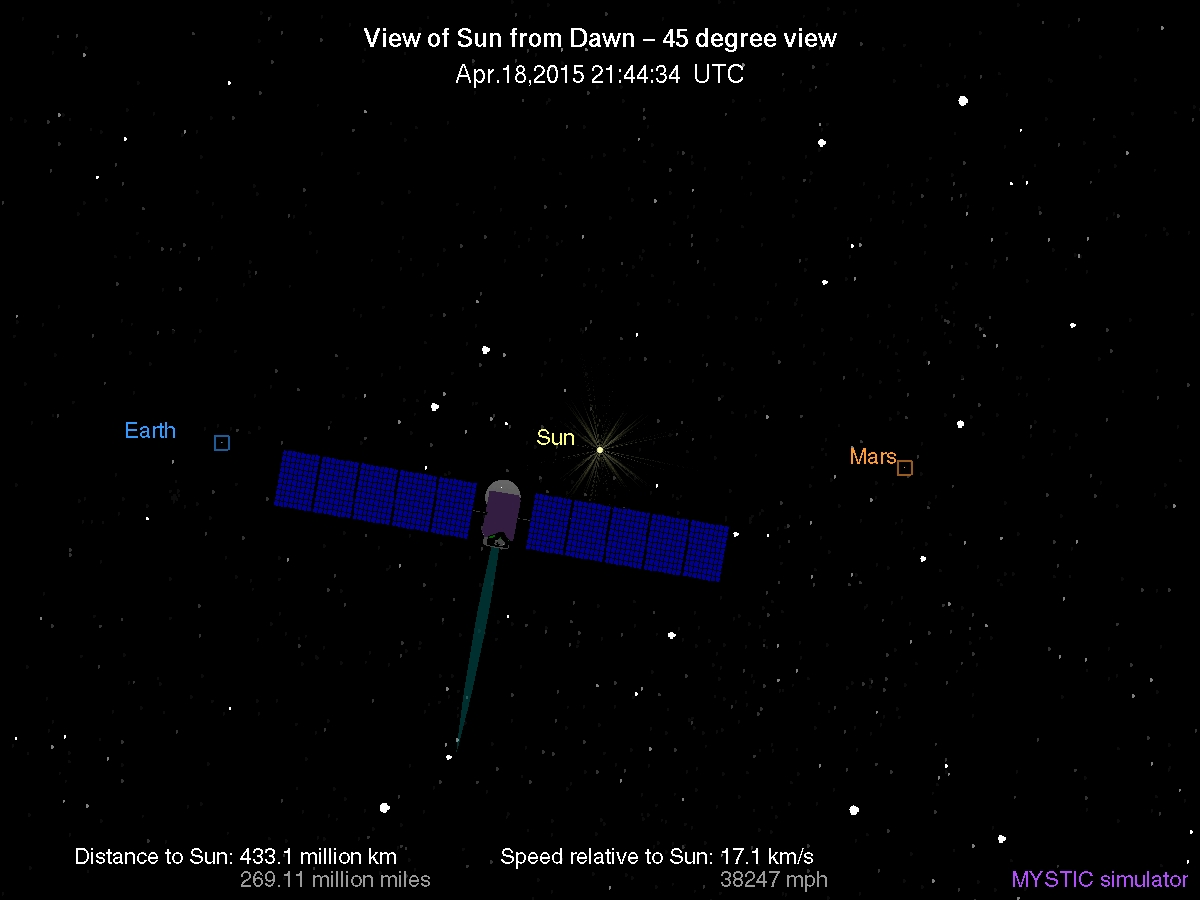 View of Sun from Dawn – 45 degree view
Apr.18,2015 21:44:34 UTC
Earth
Sun
Mars
Distance to Sun: 433.1 million km
269.11 million miles
Speed relative to Sun: 17.1 km/s
38247 mph
MYSTIC simulator